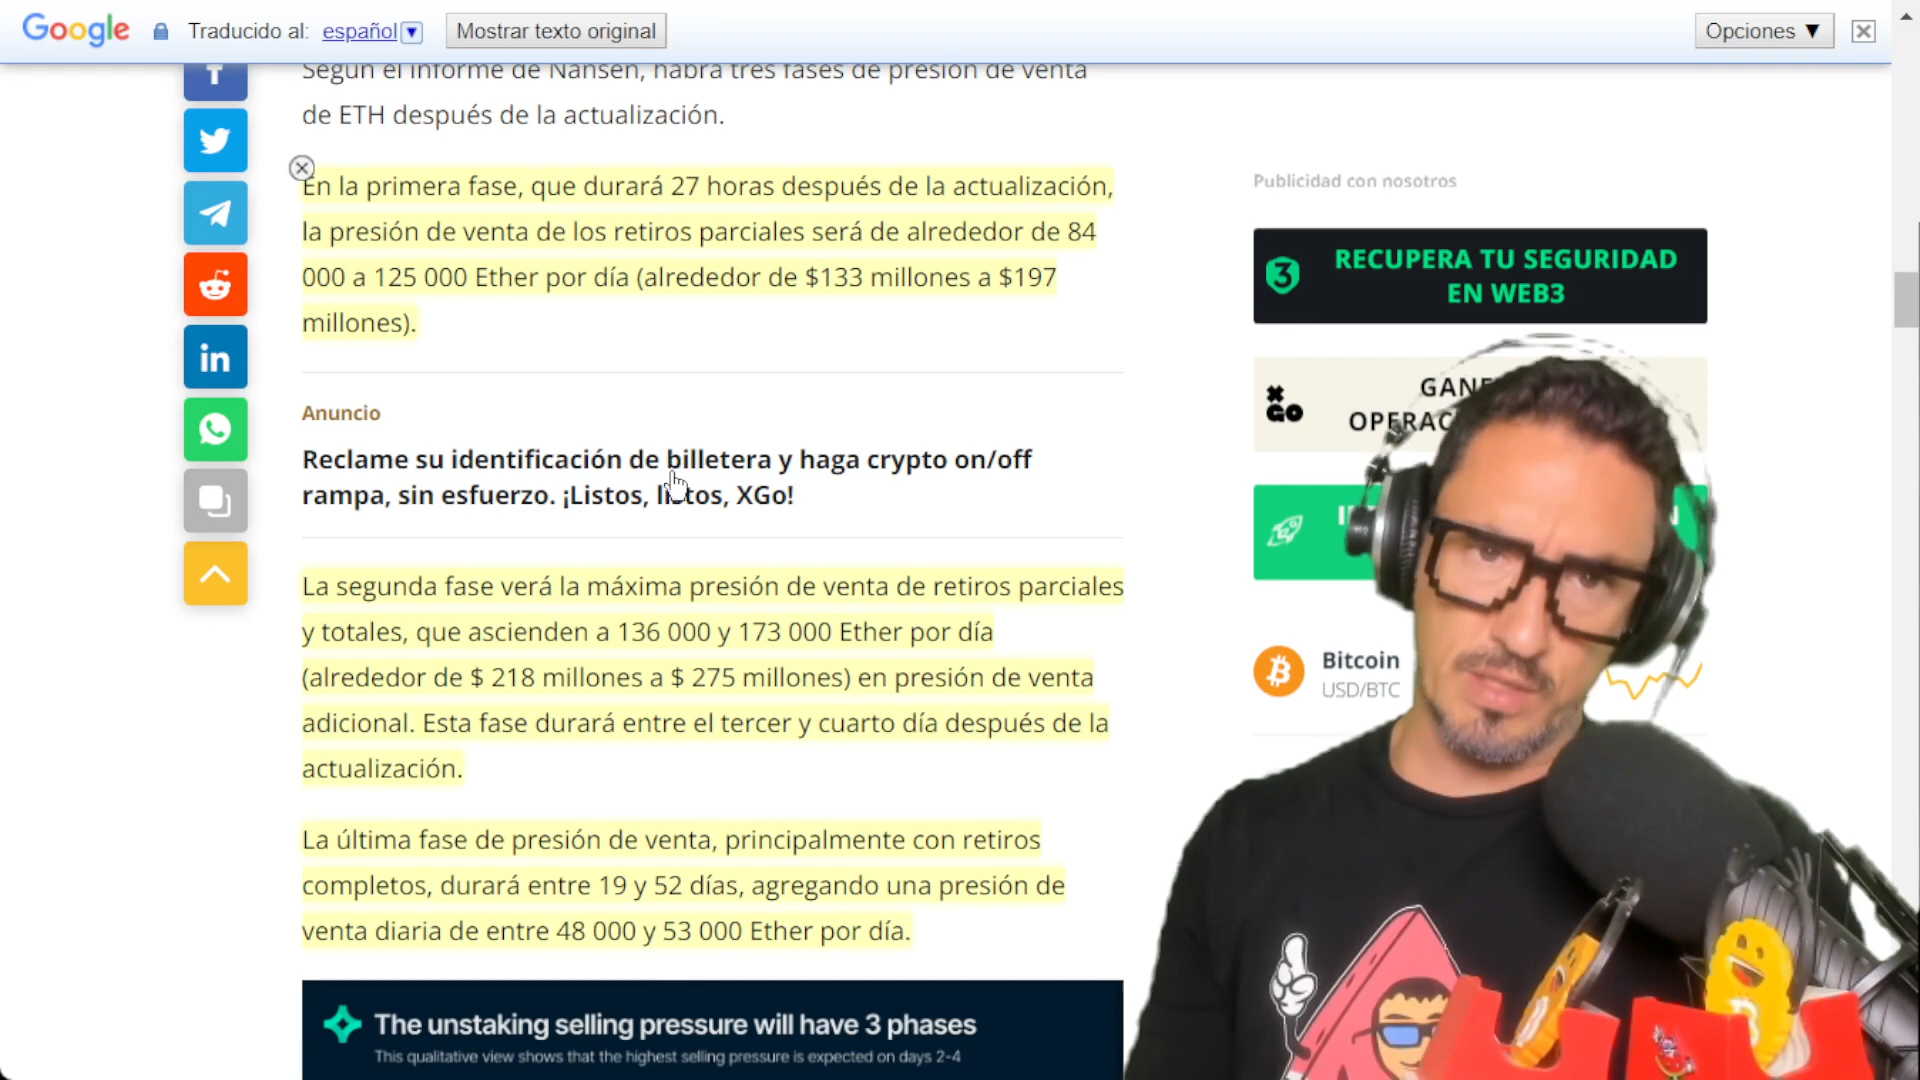 Google Traducido al: español Mostrar texto original Opciones ▼
Según el informe de Nansen, habrá tres fases de presión de venta
de ETH después de la actualización.
En la primera fase, que durará 27 horas después de la actualización,
la presión de venta de los retiros parciales será de alrededor de 84
000 a 125 000 Ether por día (alrededor de $133 millones a $197
millones).
Anuncio
Reclame su identificación de billetera y haga crypto on/off
rampa, sin esfuerzo. ¡Listos, listos, XGo!
La segunda fase verá la máxima presión de venta de retiros parciales
y totales, que ascienden a 136 000 y 173 000 Ether por día
(alrededor de $ 218 millones a $ 275 millones) en presión de venta
adicional. Esta fase durará entre el tercer y cuarto día después de la
actualización.
La última fase de presión de venta, principalmente con retiros
completos, durará entre 19 y 52 días, agregando una presión de
venta diaria de entre 48 000 y 53 000 Ether por día.
The unstaking selling pressure will have 3 phases
This qualitative view shows that the highest selling pressure is expected on days 2-4
Publicidad con nosotros
3 RECUPERA TU SEGURIDAD
EN WEB3
XGO
Bitcoin
USD/BTC